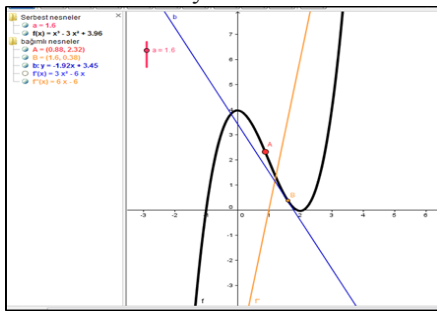 Serbest nesneler
a = 1.6
f(x) = x³ - 3 x² + 3.96
bağımlı nesneler
A = (0.88, 2.32)
B = (1.6, 0.38)
b: y = -1.92x + 3.45
f'(x) = 3 x² - 6 x
f''(x) = 6 x - 6
b
a = 1.6
A
B
f
f''
5
4
3
2
1
0
-1
-2
-3
-3
-2
-1
0
1
2
3
4
5
6